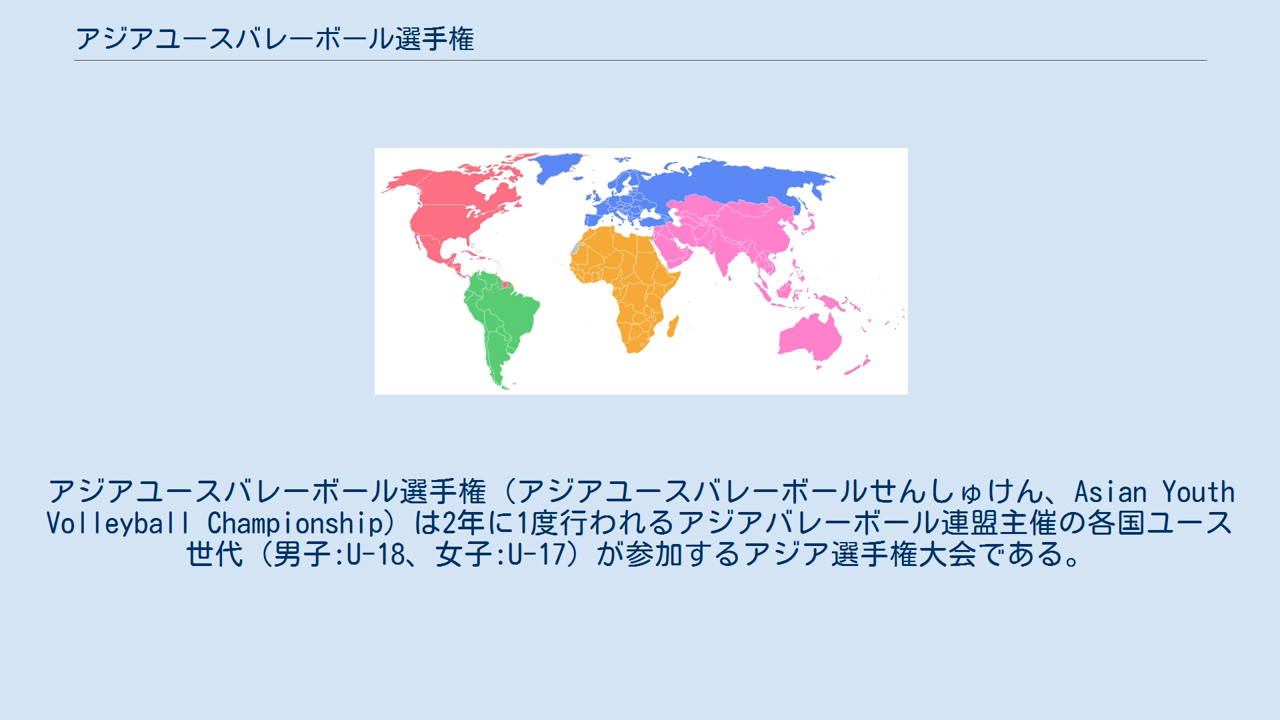 アジアユースバレーボール選手権
アジアユースバレーボール選手権（アジアユースバレーボールせんしゅけん、Asian Youth
Volleyball Championship）は2年に1度行われるアジアバレーボール連盟主催の各国ユース
世代（男子:U-18、女子:U-17）が参加するアジア選手権大会である。